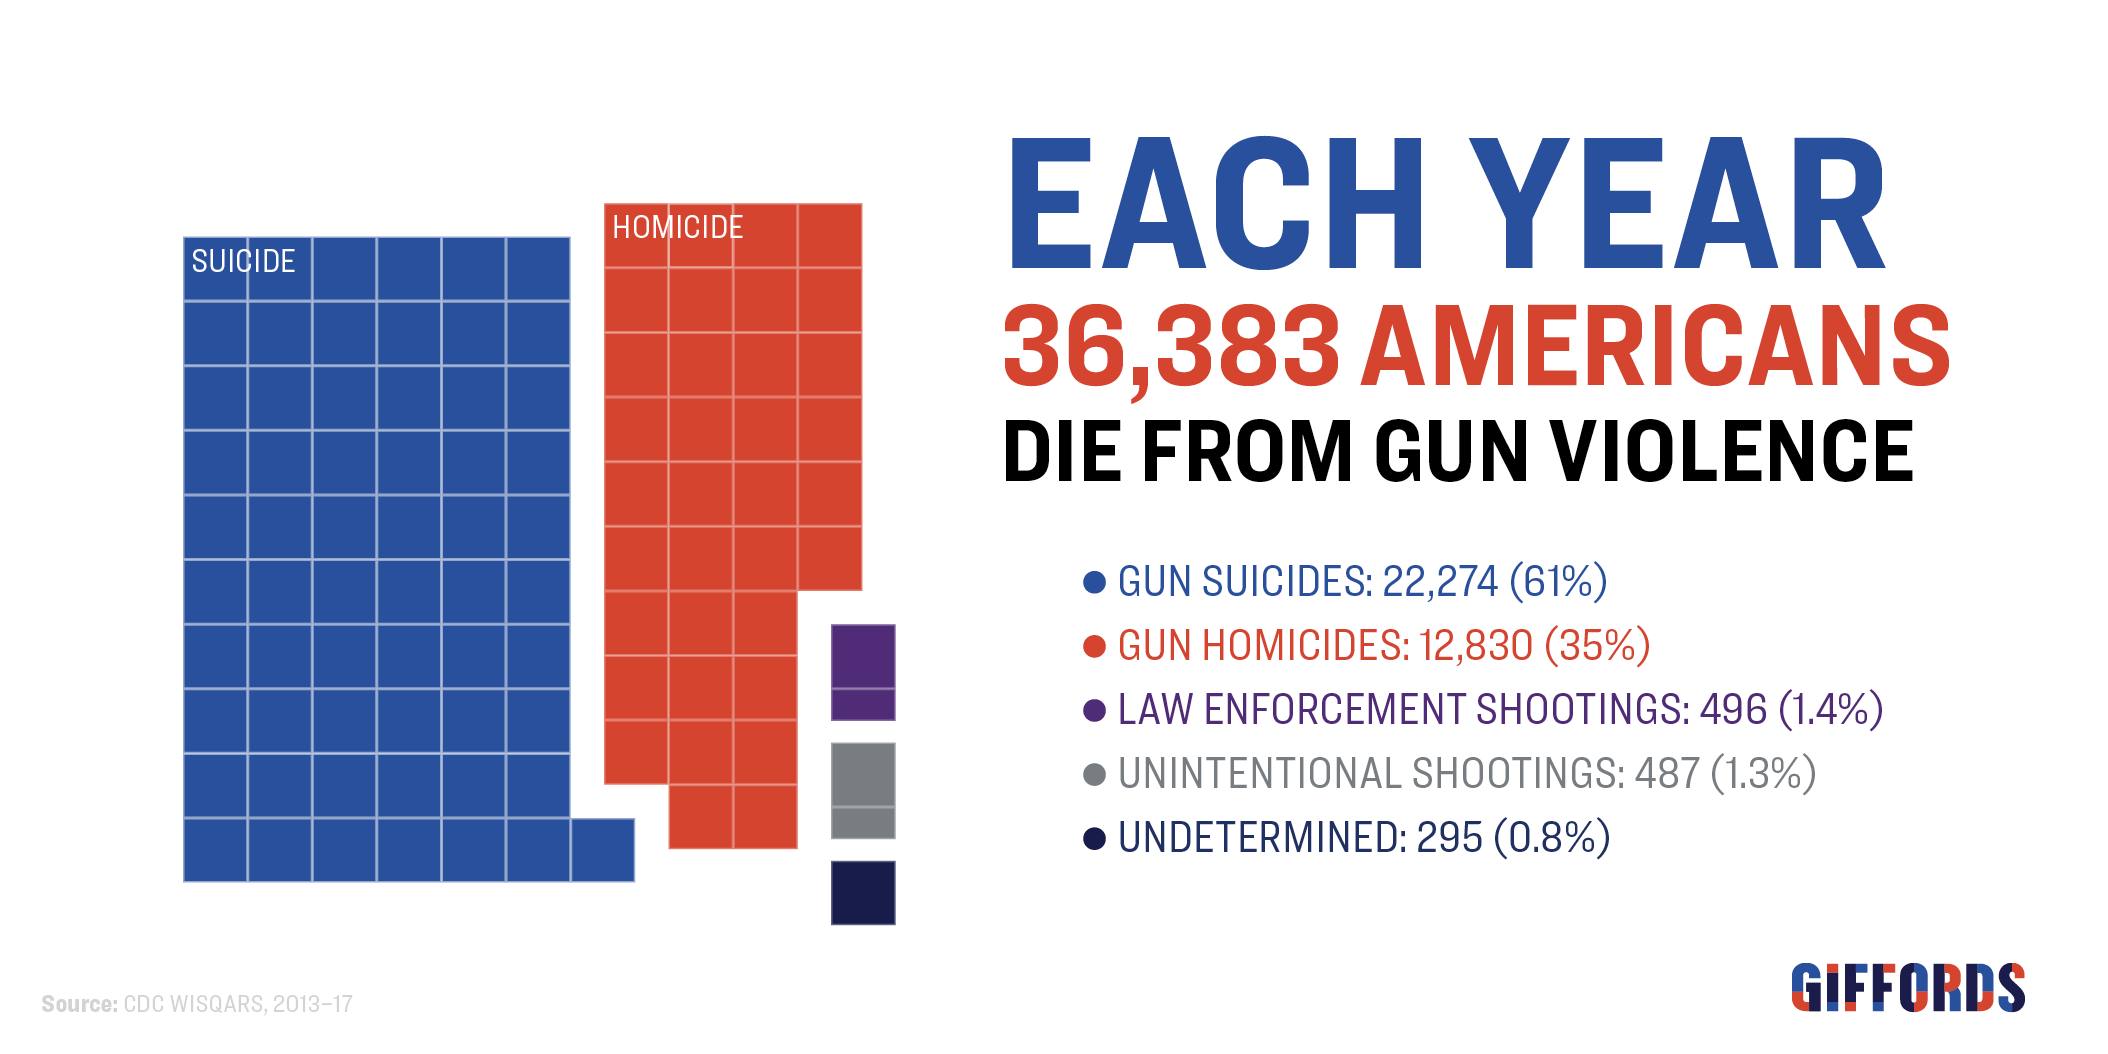 SUICIDE
HOMICIDE
EACH YEAR
36,383 AMERICANS
DIE FROM GUN VIOLENCE
GUN SUICIDES: 22,274 (61%)
GUN HOMICIDES: 12,830 (35%)
LAW ENFORCEMENT SHOOTINGS: 496 (1.4%)
UNINTENTIONAL SHOOTINGS: 487 (1.3%)
UNDETERMINED: 295 (0.8%)
Source: CDC WISQARS, 2013–17
GIFFORDS